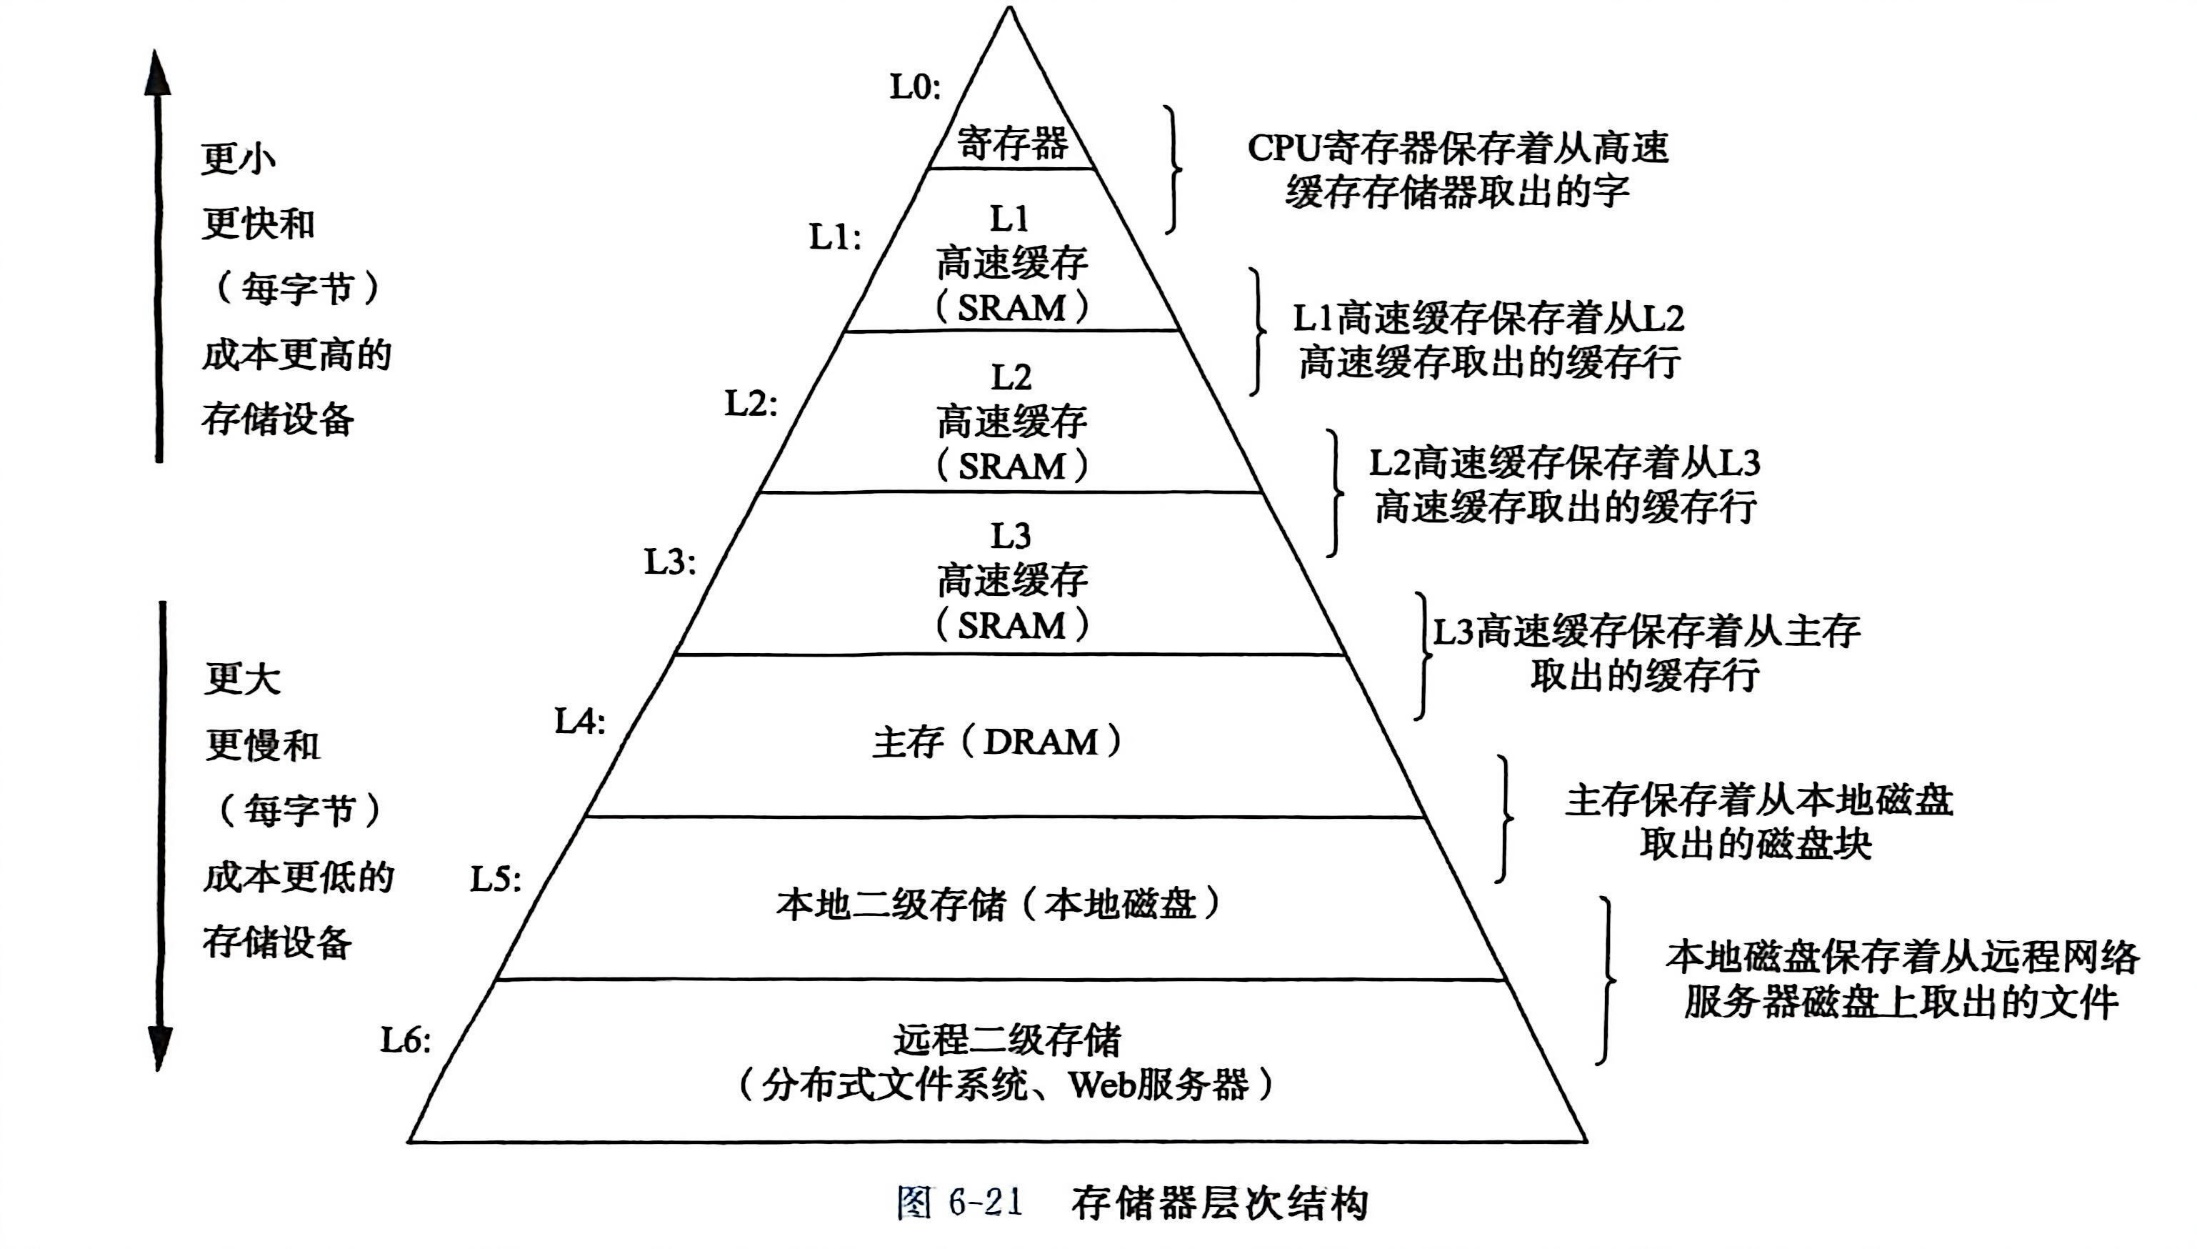 L0:
寄存器
CPU寄存器保存着从高速
缓存存储器取出的字
更小
更快和
（每字节）
成本更高的
存储设备
L1:
L1
高速缓存
（SRAM）
L1高速缓存保存着从L2
高速缓存取出的缓存行
L2:
L2
高速缓存
（SRAM）
L2高速缓存保存着从L3
高速缓存取出的缓存行
L3:
L3
高速缓存
（SRAM）
L3高速缓存保存着从主存
取出的缓存行
更大
更慢和
（每字节）
成本更低的
存储设备
L4:
主存（DRAM）
主存保存着从本地磁盘
取出的磁盘块
L5:
本地二级存储（本地磁盘）
本地磁盘保存着从远程网络
服务器磁盘上取出的文件
L6:
远程二级存储
（分布式文件系统、Web服务器）
图 6-21 存储器层次结构